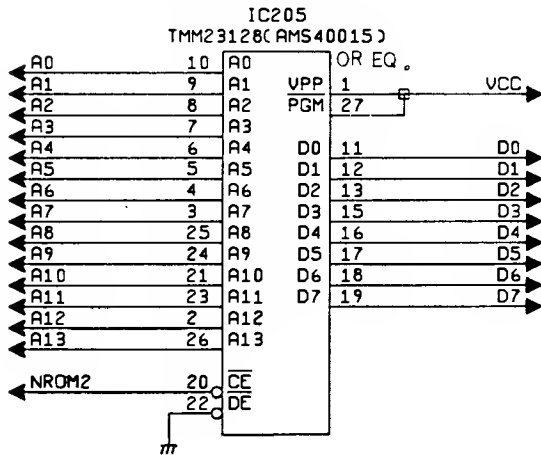 IC205
TMM23128(AMS40015)
OR EQ.
A0 10 A0
A1 9 A1 VPP 1 VCC
A2 8 A2 PGM 27
A3 7 A3
A4 6 A4 D0 11 D0
A5 5 A5 D1 12 D1
A6 4 A6 D2 13 D2
A7 3 A7 D3 15 D3
A8 25 A8 D4 16 D4
A9 24 A9 D5 17 D5
A10 21 A10 D6 18 D6
A11 23 A11 D7 19 D7
A12 2 A12
A13 26 A13
NROM2 20 CE
22 OE